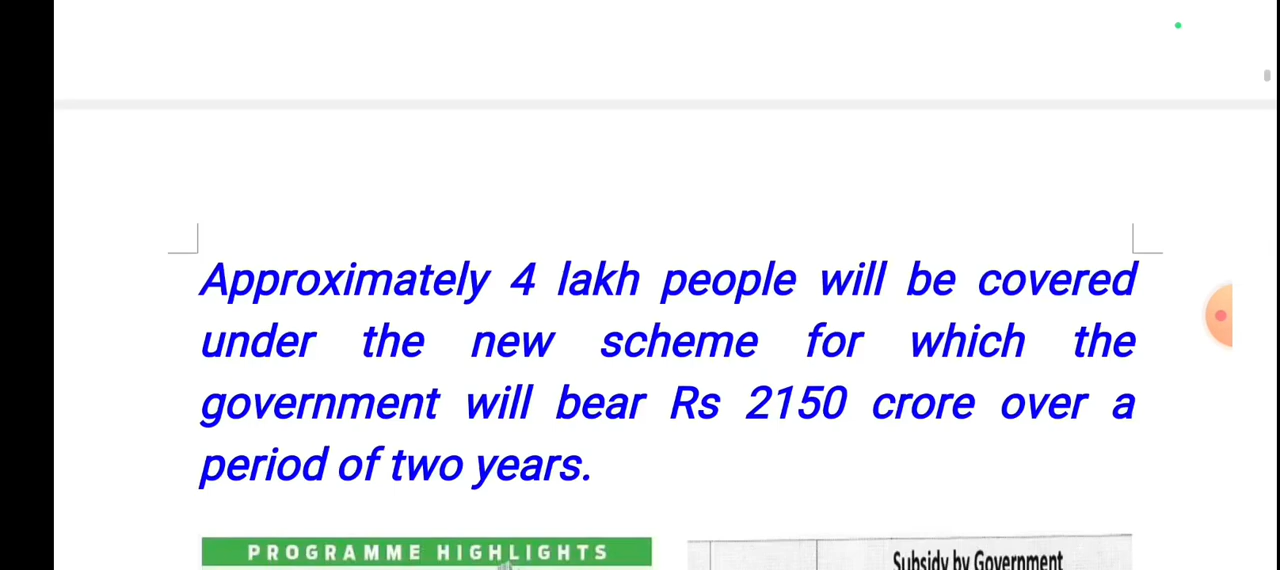 Approximately 4 lakh people will be covered
under the new scheme for which the
government will bear Rs 2150 crore over a
period of two years.
PROGRAMME HIGHLIGHTS
Subsidy by Government